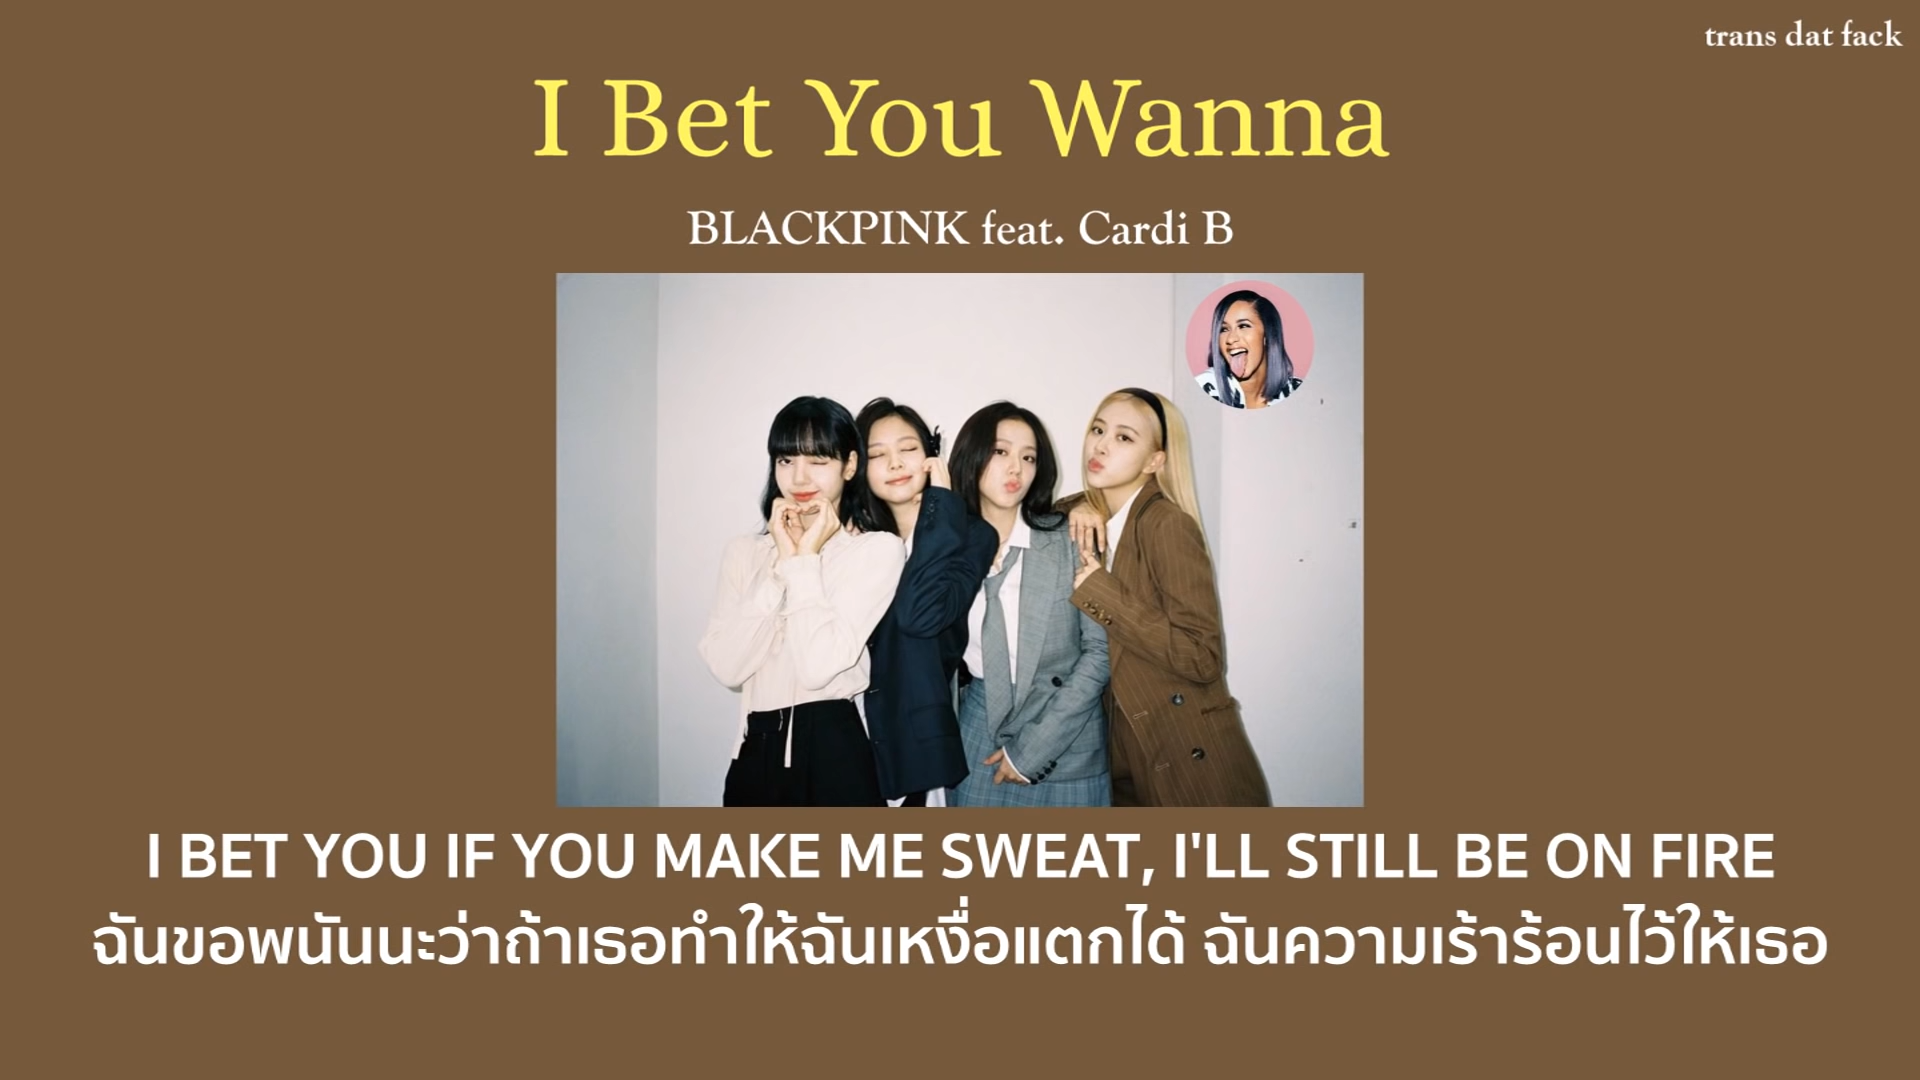 trans dat fack
I Bet You Wanna
BLACKPINK feat. Cardi B
I BET YOU IF YOU MAKE ME SWEAT, I'LL STILL BE ON FIRE
ฉันขอพนันนะว่าถ้าเธอทำให้ฉันเหงื่อแตกได้ ฉันความเร้าร้อนไว้ให้เธอ